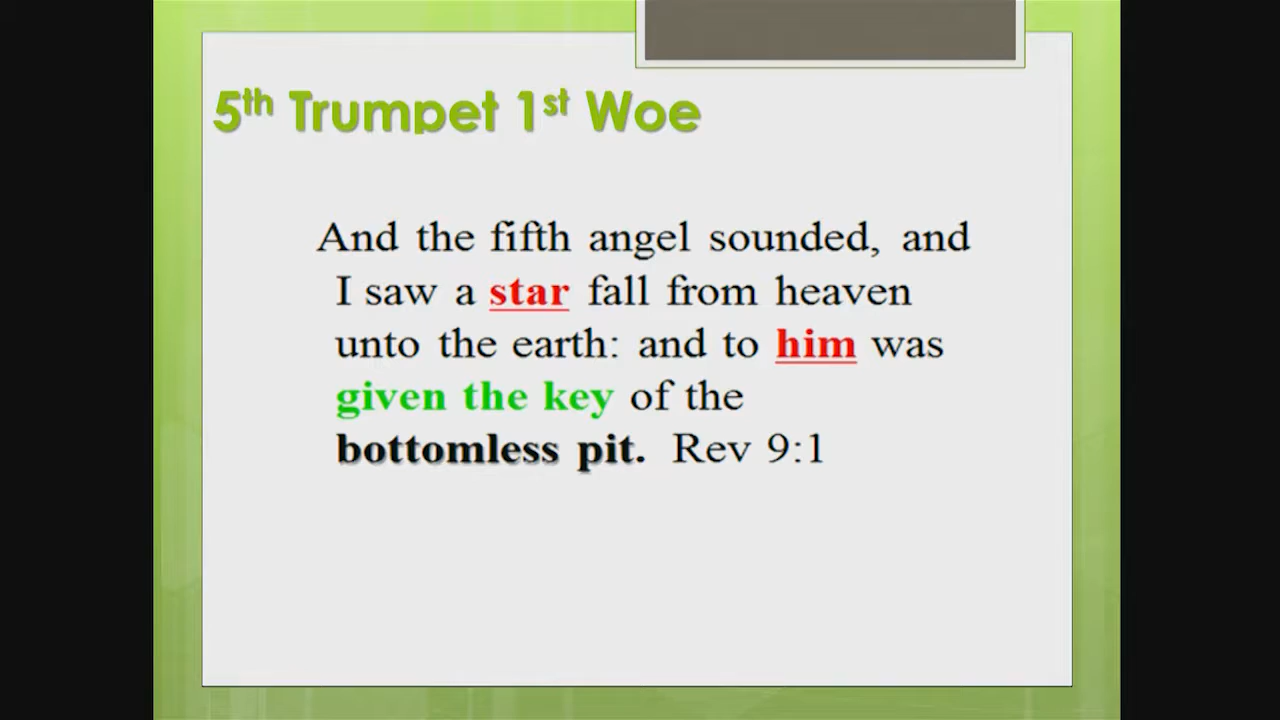 5th Trumpet 1st Woe
And the fifth angel sounded, and
I saw a star fall from heaven
unto the earth: and to him was
given the key of the
bottomless pit. Rev 9:1